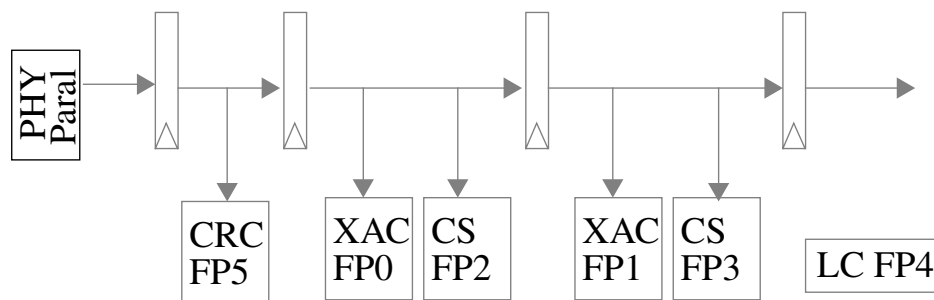 PHY
Paral
CRC
FP5
XAC
FP0
CS
FP2
XAC
FP1
CS
FP3
LC FP4